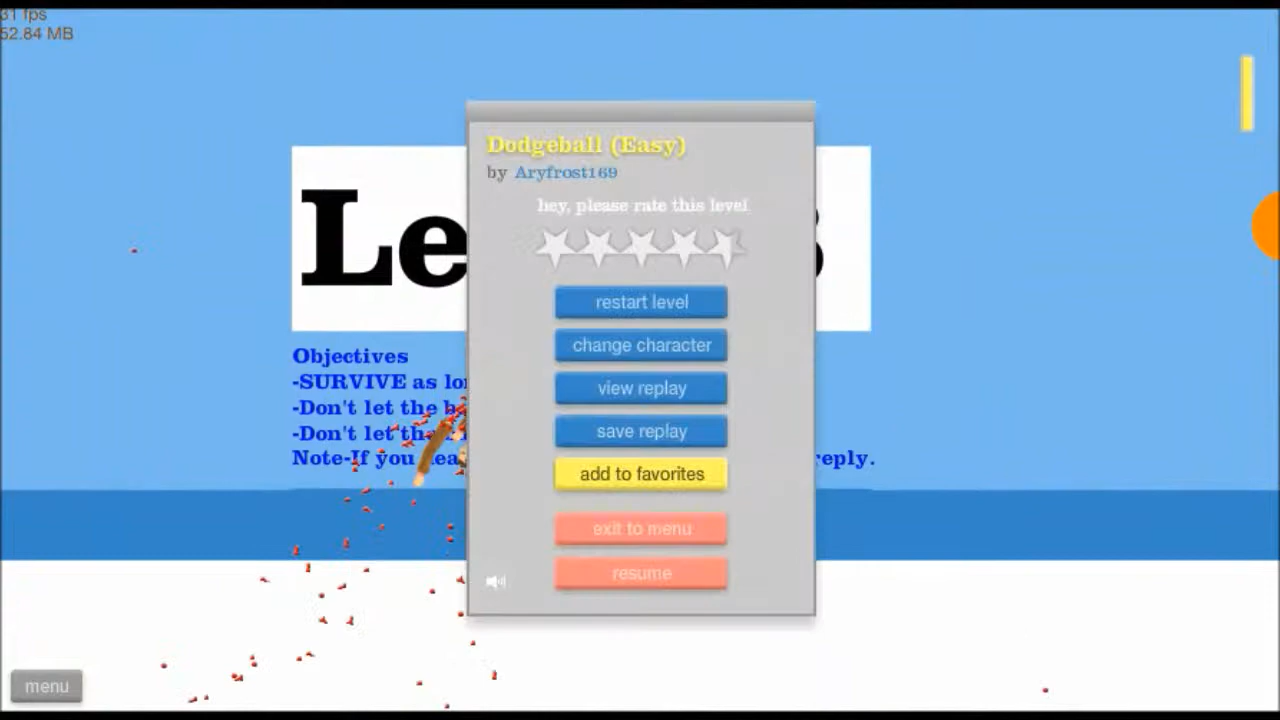 31 fps
52.84 MB
Dodgeball (Easy)
by Aryfrost169
hey, please rate this level
Le
restart level
change character
Objectives
-SURVIVE as
view replay
-Don't let the
save replay
-Don't let
Note-If you reply.
add to favorites
exit to menu
resume
menu